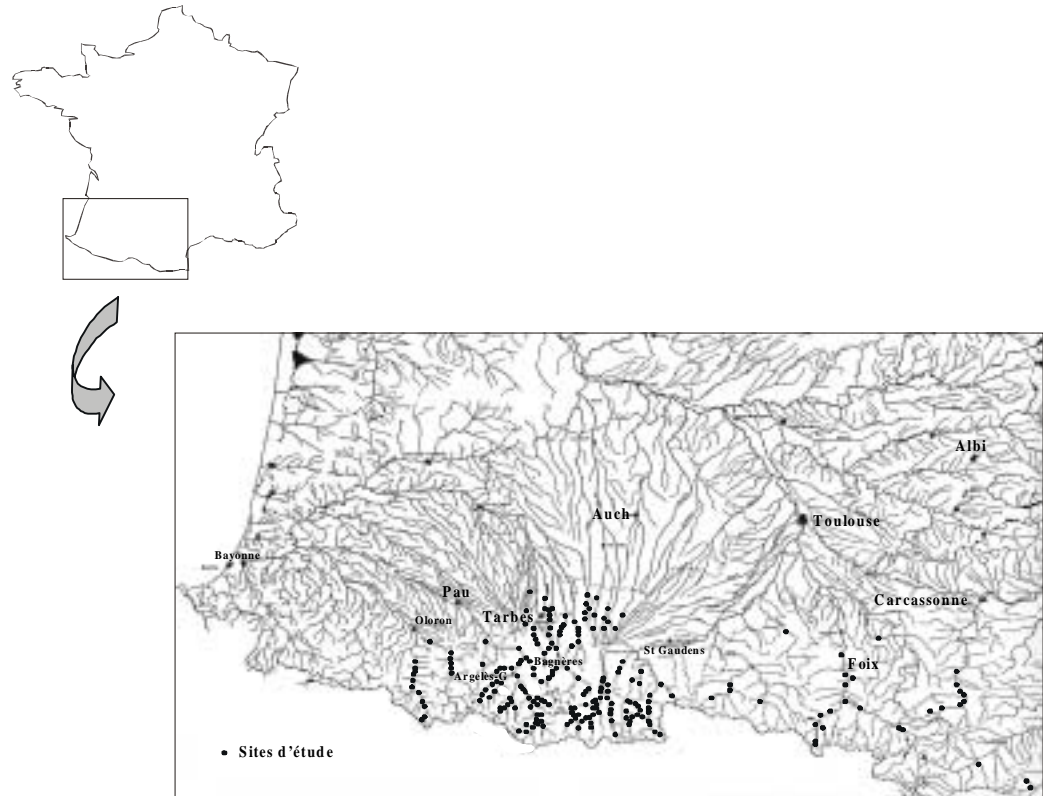 Albi
Auch
Toulouse
Bayonne
Pau
Carcassonne
Tarbes
Oloron
St Gaudens
Bagnères
Foix
Argelès-G
Sites d'étude